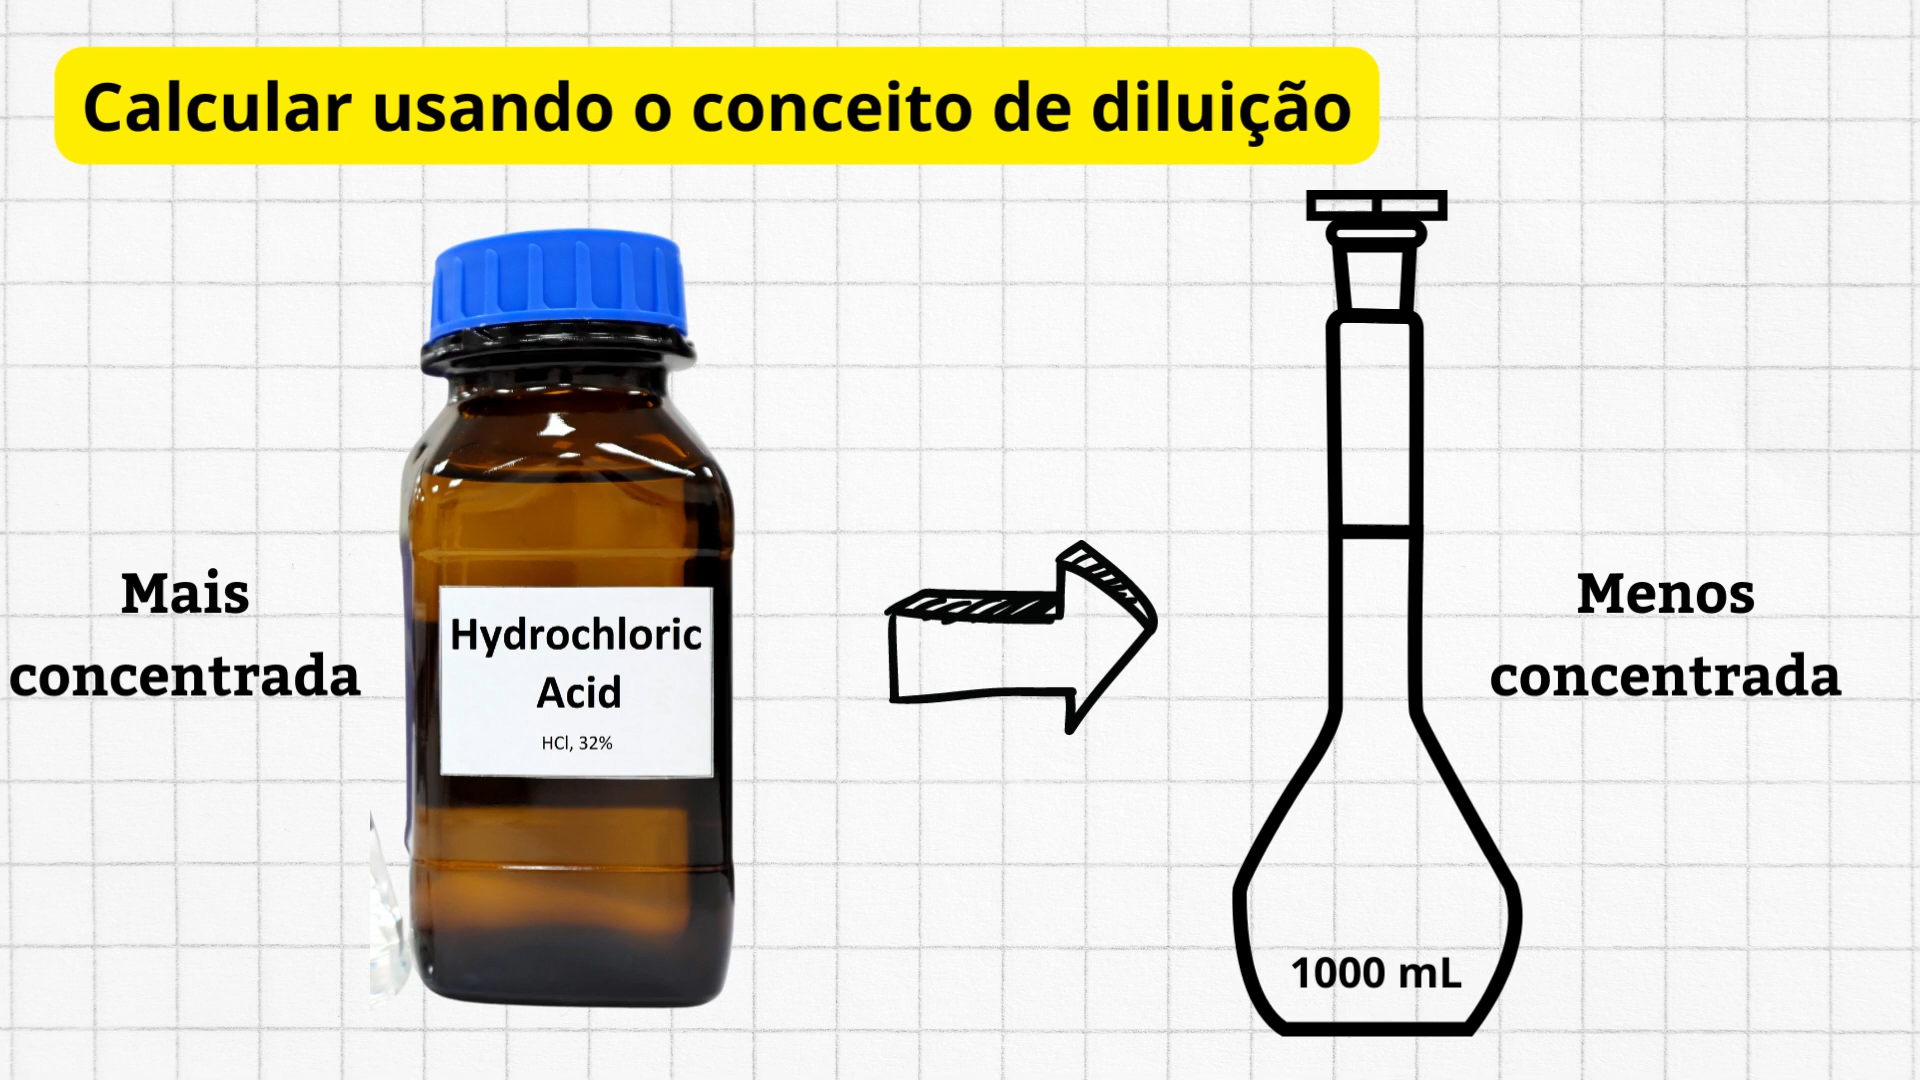 Calcular usando o conceito de diluição
Mais
concentrada
Hydrochloric
Acid
HCl, 32%
Menos
concentrada
1000 mL